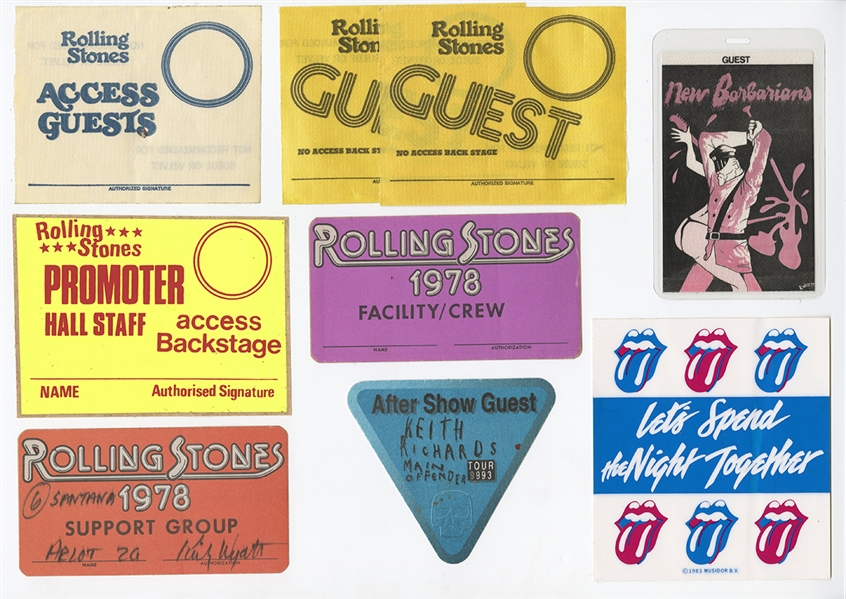 Rolling
Stones
ACCESS
GUESTS
AUTHORIZED SIGNATURE
Rolling
Stones
GU
NO ACCESS BACK STAGE
Rolling
Stones
GUEST
NO ACCESS BACK STAGE
AUTHORIZED SIGNATURE
GUEST
New Barbarians
Rolling
Stones
PROMOTER
HALL STAFF
access
Backstage
NAME
Authorised Signature
ROLLING STONES
1978
FACILITY/CREW
NAME
AUTHORIZATION
ROLLING STONES
6 SANTANA
1978
SUPPORT GROUP
NAME
AUTHORIZATION
After Show Guest
KEITH
RICHARDS
MAIN
OFFENDER
TOUR
9993
Let's Spend
the Night Together
©1983 MUSIDOR B.V.